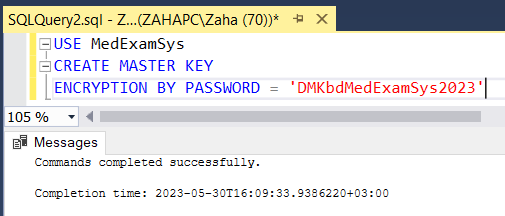 SQLQuery2.sql - Z...(ZAHAPC\Zaha (70))*
USE MedExamSys
CREATE MASTER KEY
ENCRYPTION BY PASSWORD = 'DMKbdMedExamSys2023'
105 %
Messages
Commands completed successfully.
Completion time: 2023-05-30T16:09:33.9386220+03:00